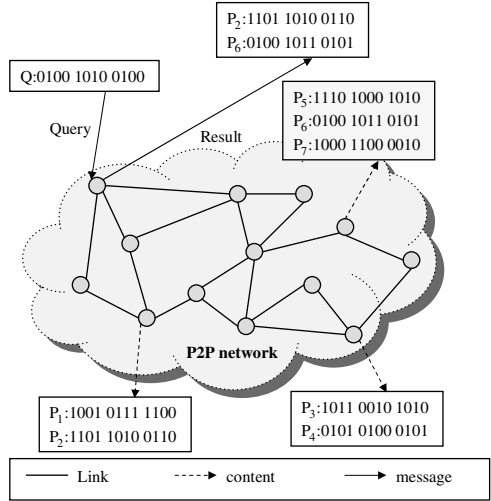 P2:1101 1010 0110
P6:0100 1011 0101
Q:0100 1010 0100
Query
Result
P5:1110 1000 1010
P6:0100 1011 0101
P7:1000 1100 0010
P2P network
P1:1001 0111 1100
P2:1101 1010 0110
P3:1011 0010 1010
P4:0101 0100 0101
Link
content
message